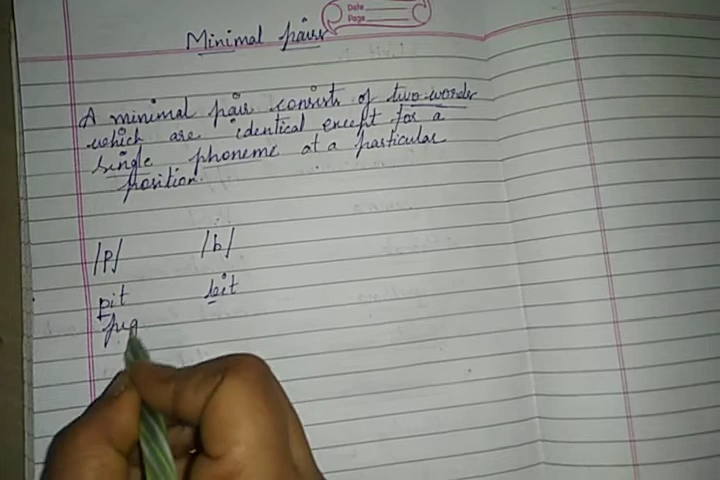 Date
Page
Minimal pairs
A minimal pair consists of two words
which are identical except for a
single phoneme at a particular
position.
/p/ /b/
pit bit